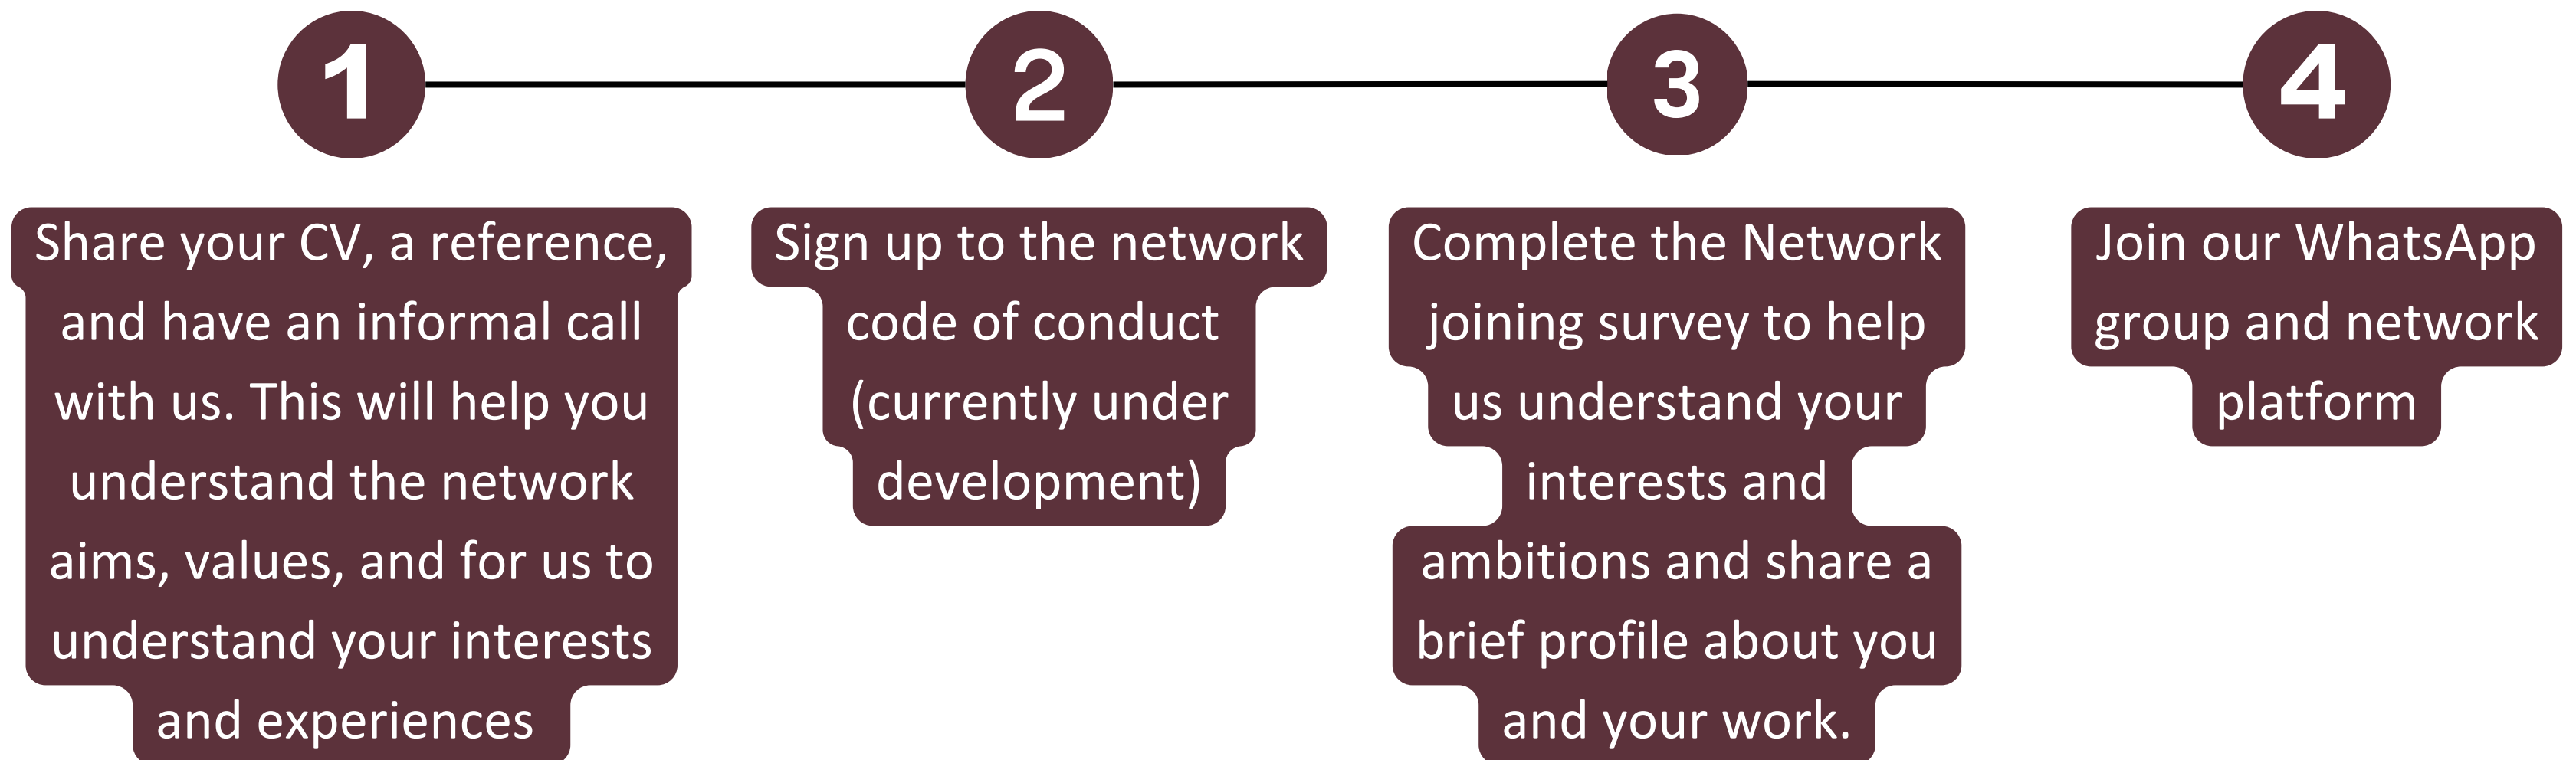 1
Share your CV, a reference,
and have an informal call
with us. This will help you
understand the network
aims, values, and for us to
understand your interests
and experiences
2
Sign up to the network
code of conduct
(currently under
development)
3
Complete the Network
joining survey to help
us understand your
interests and
ambitions and share a
brief profile about you
and your work.
4
Join our WhatsApp
group and network
platform